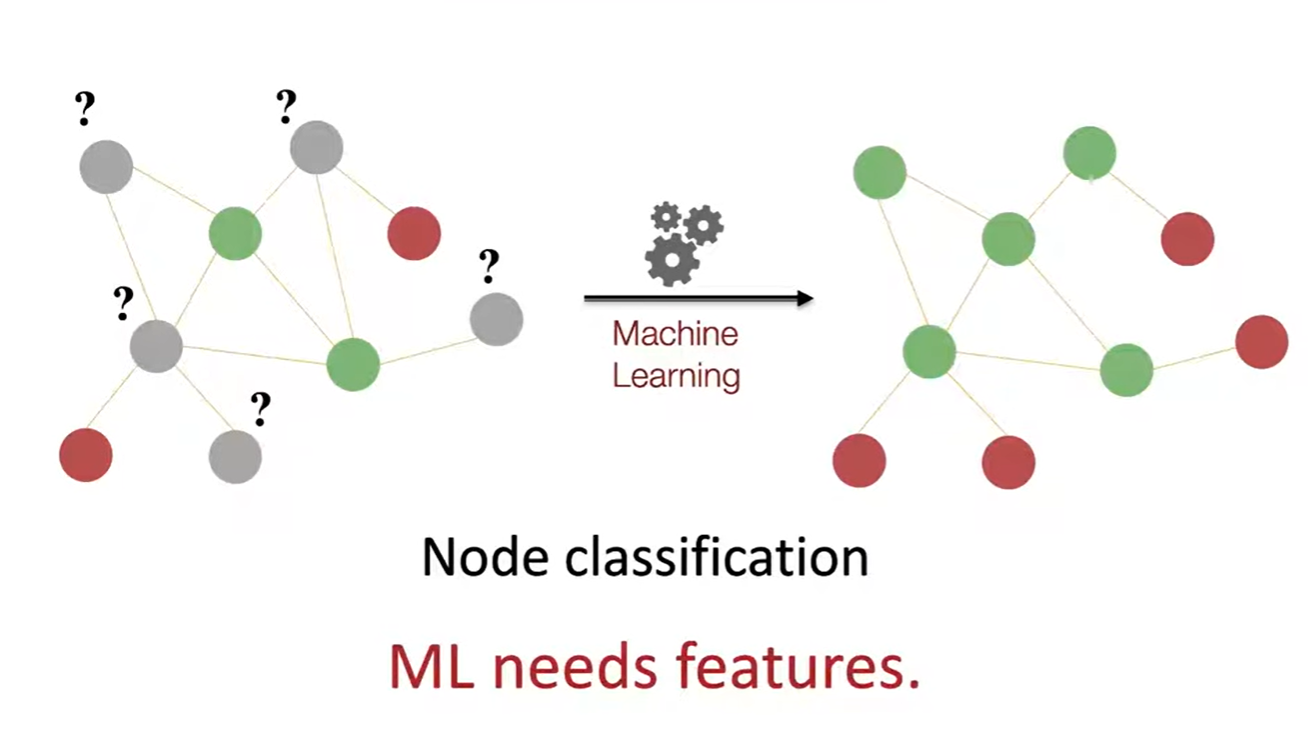 ?
?
?
?
?
Machine
Learning
Node classification
ML needs features.